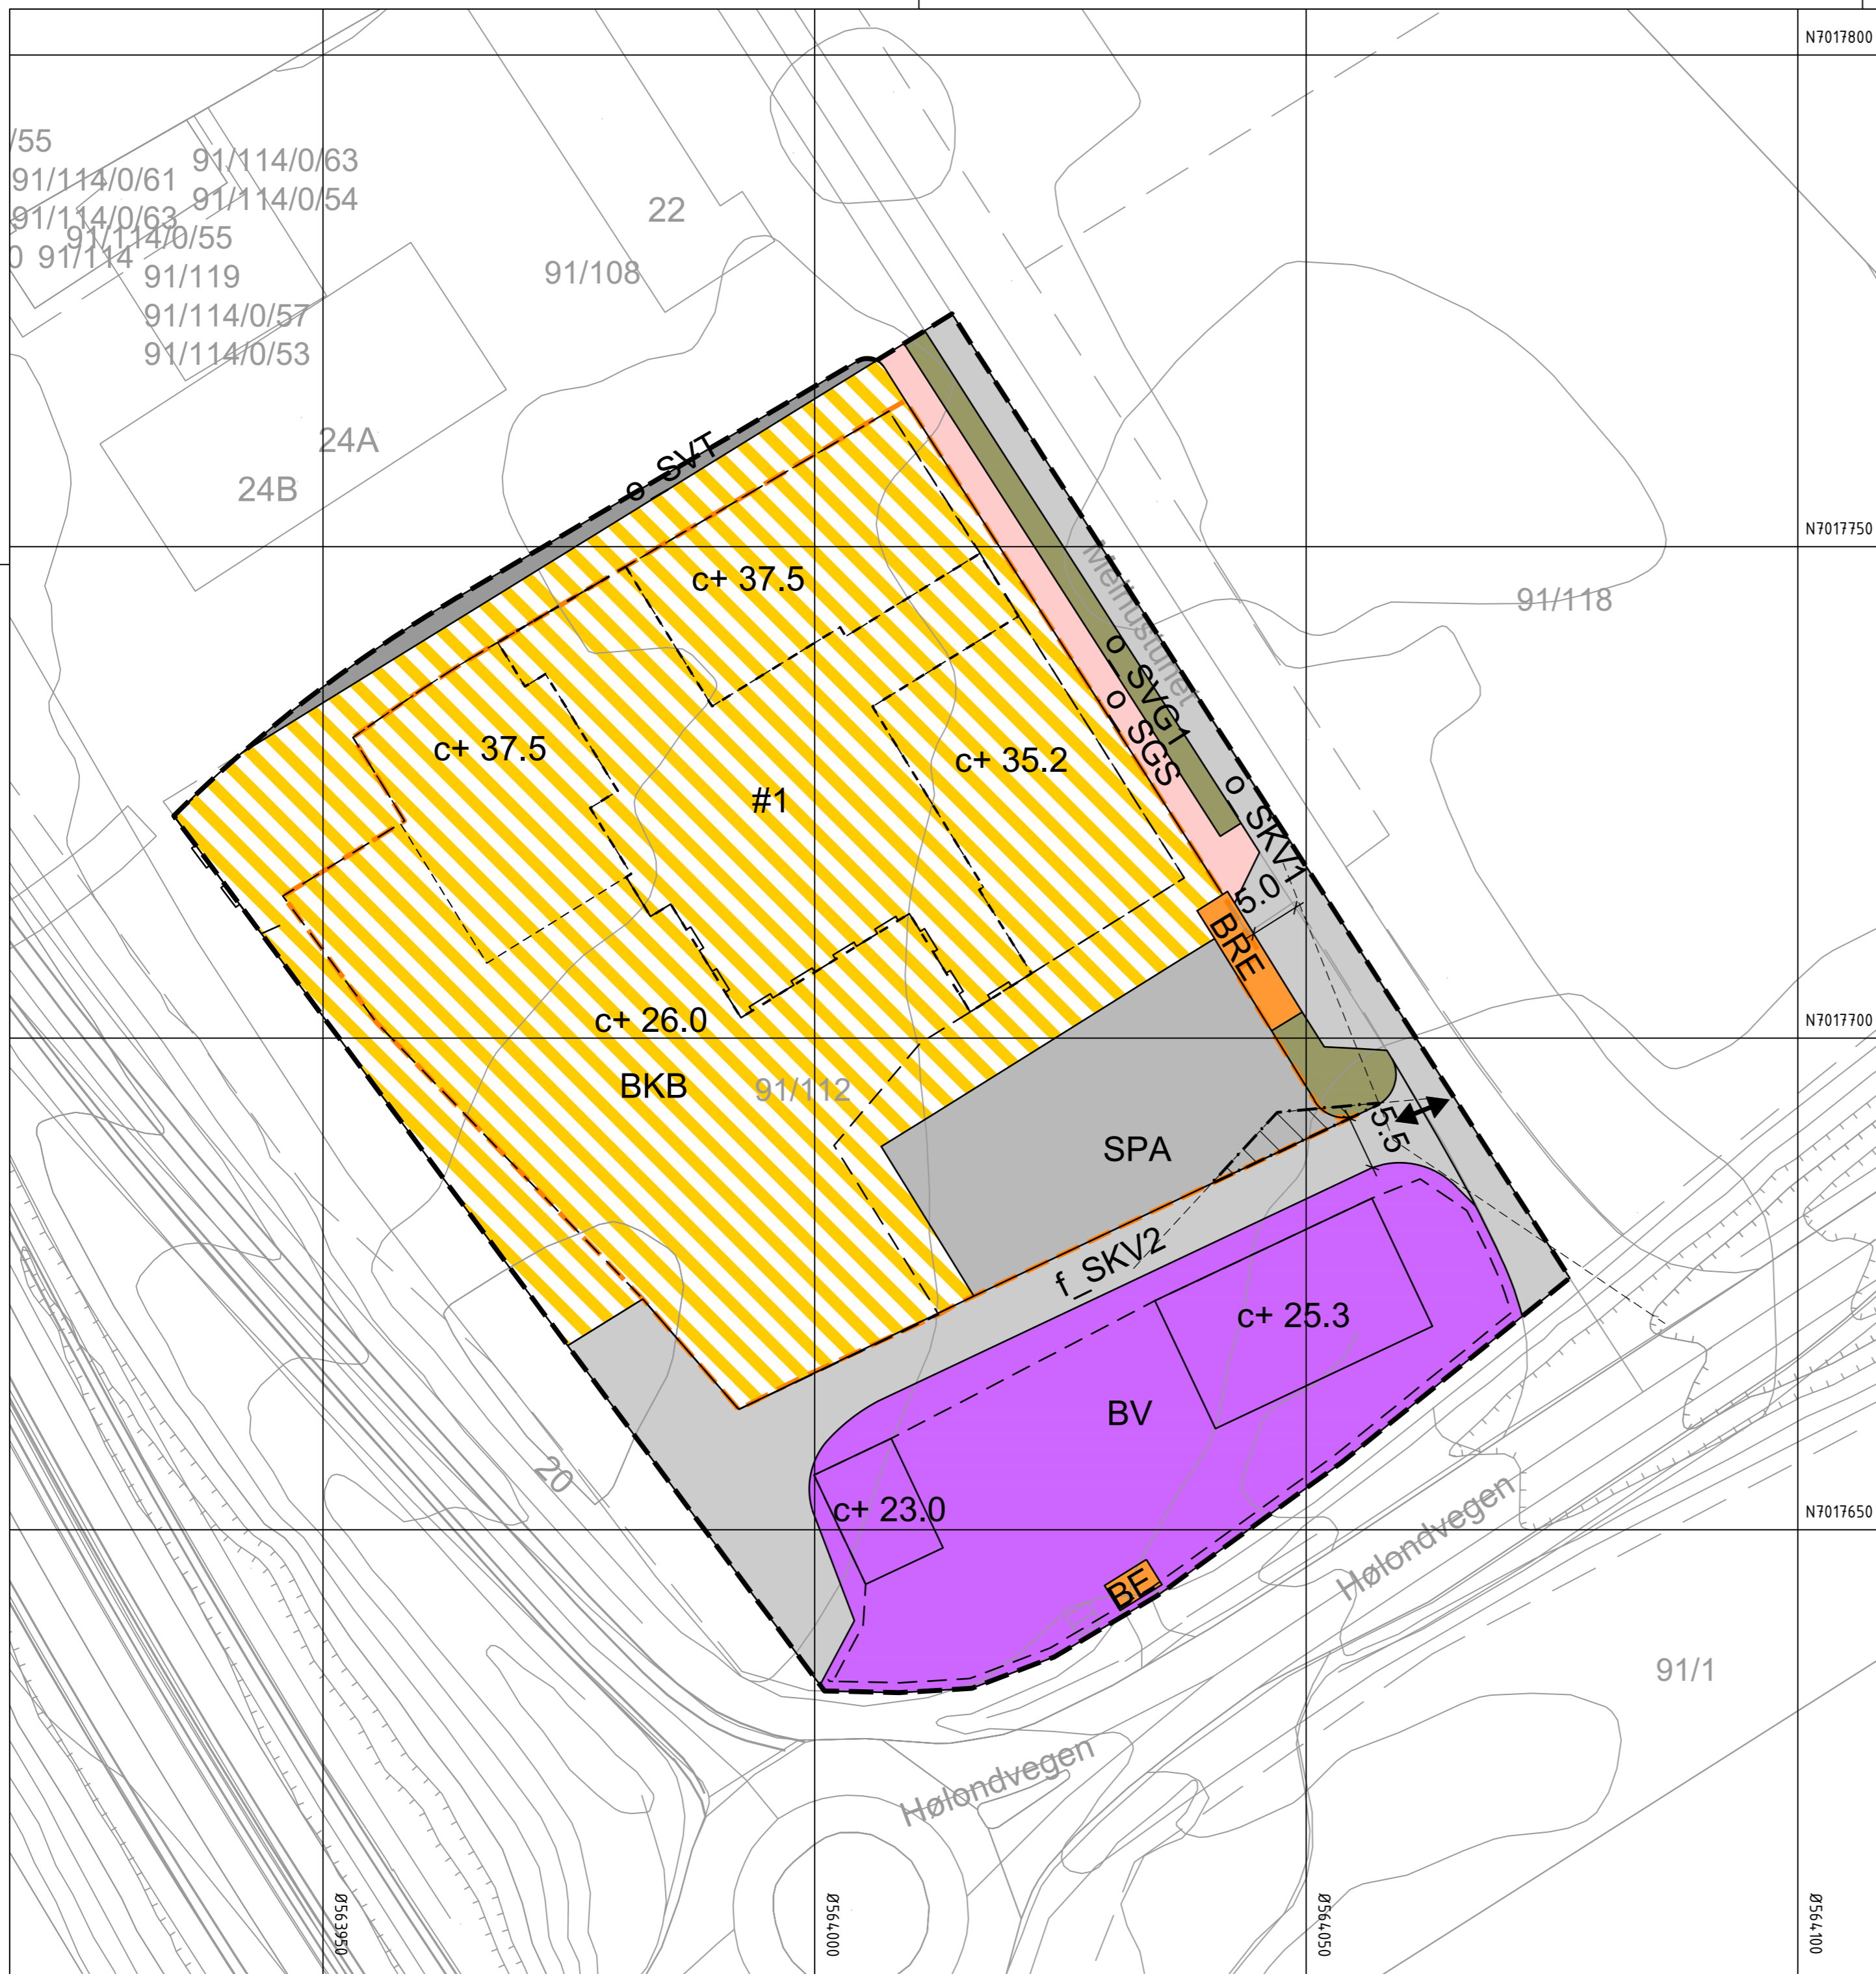 N7017800
/55
91/114/0/63
91/114/0/61
91/114/0/54
91/114/0/63
22
91/114/0/55
0 91/114
91/108
91/119
91/114/0/57
91/114/0/53
24A
o_SVT
24B
N7017750
c+ 37.5
Melhustunet
91/118
o_SVG1
o_SGS
c+ 37.5
c+ 35.2
#1
o_SKV1
5.0
BRE
c+ 26.0
N7017700
BKB
91/112
SPA
5.5
f_SKV2
c+ 25.3
BV
20
c+ 23.0
N7017650
Hølondvegen
BE
91/1
Hølondvegen
Ø563950
Ø564000
Ø564050
Ø564100